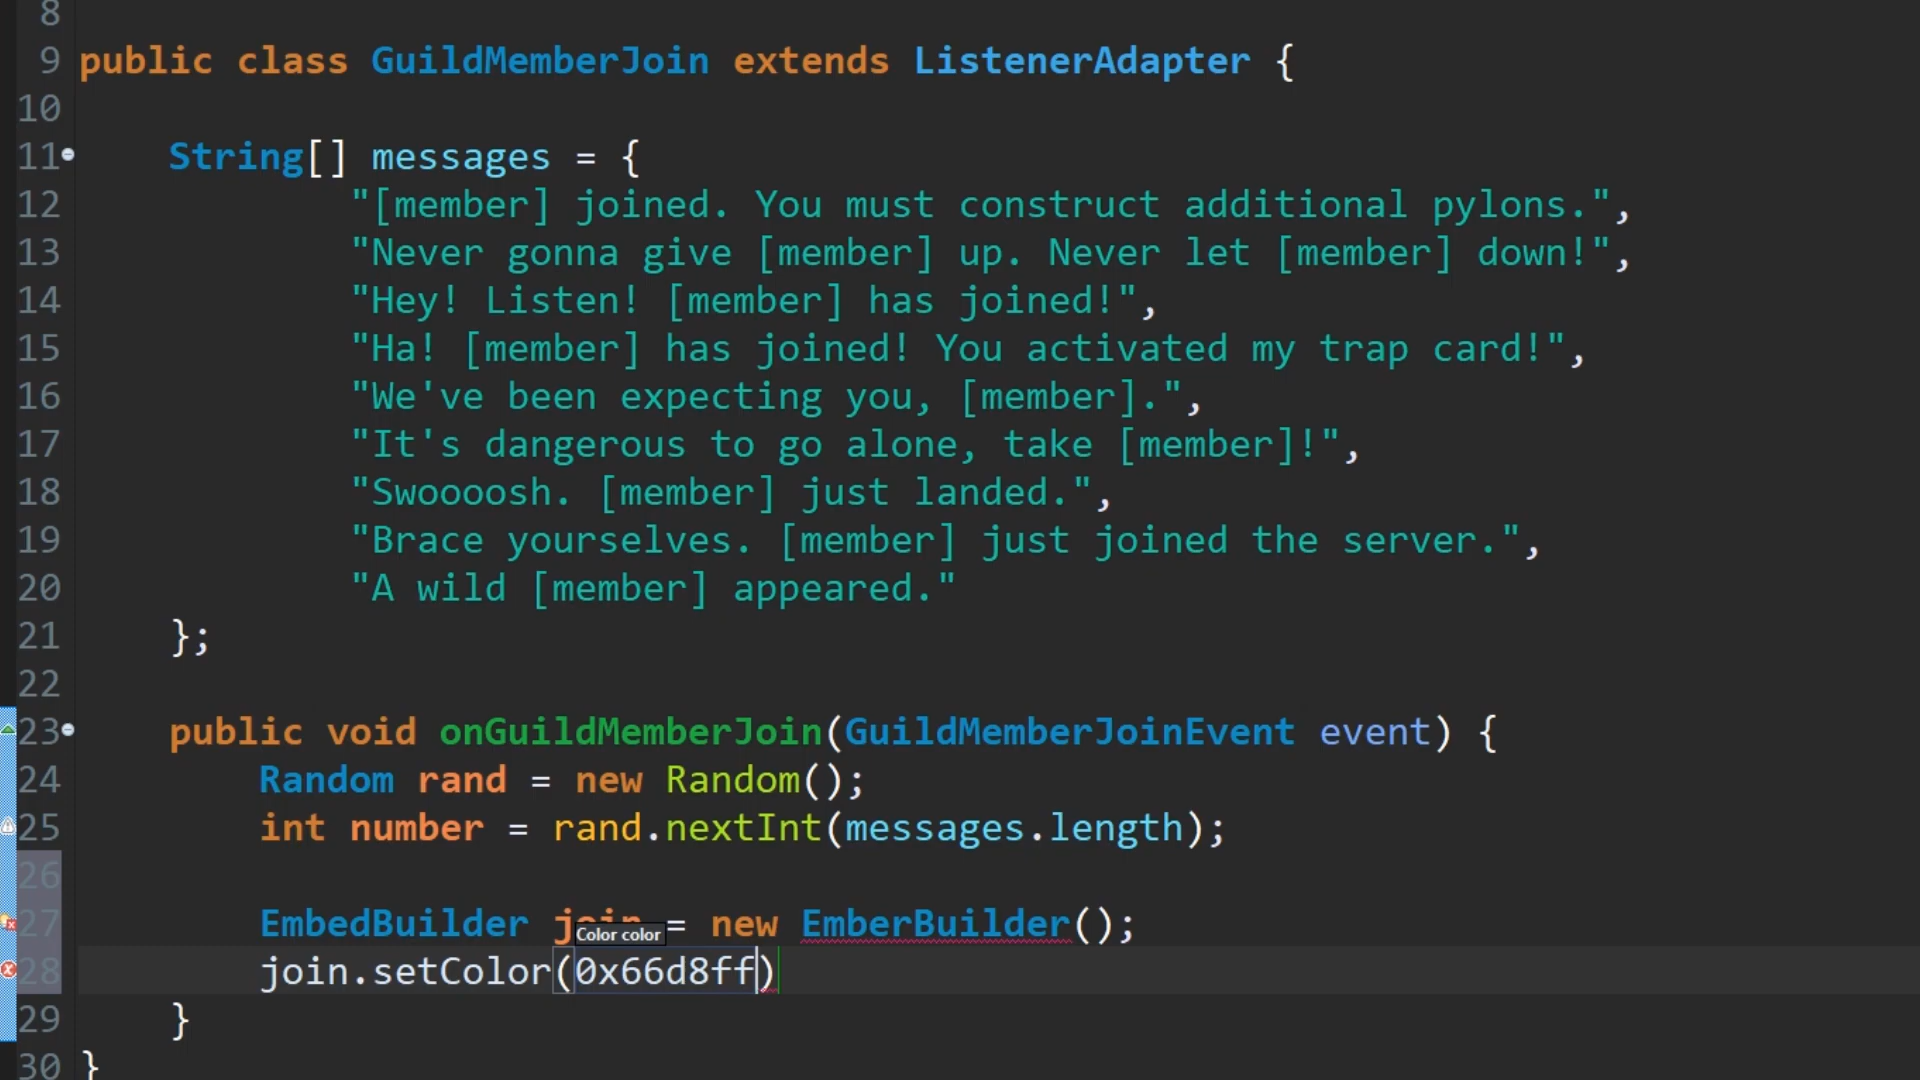 8
9 public class GuildMemberJoin extends ListenerAdapter {
10
11 String[] messages = {
12 "[member] joined. You must construct additional pylons.",
13 "Never gonna give [member] up. Never let [member] down!",
14 "Hey! Listen! [member] has joined!",
15 "Ha! [member] has joined! You activated my trap card!",
16 "We've been expecting you, [member].",
17 "It's dangerous to go alone, take [member]!",
18 "Swoooosh. [member] just landed.",
19 "Brace yourselves. [member] just joined the server.",
20 "A wild [member] appeared."
21 };
22
23 public void onGuildMemberJoin(GuildMemberJoinEvent event) {
24 Random rand = new Random();
25 int number = rand.nextInt(messages.length);
26
27 EmbedBuilder join = new EmberBuilder();
Color color
28 join.setColor(0x66d8ff)
29 }
30 }